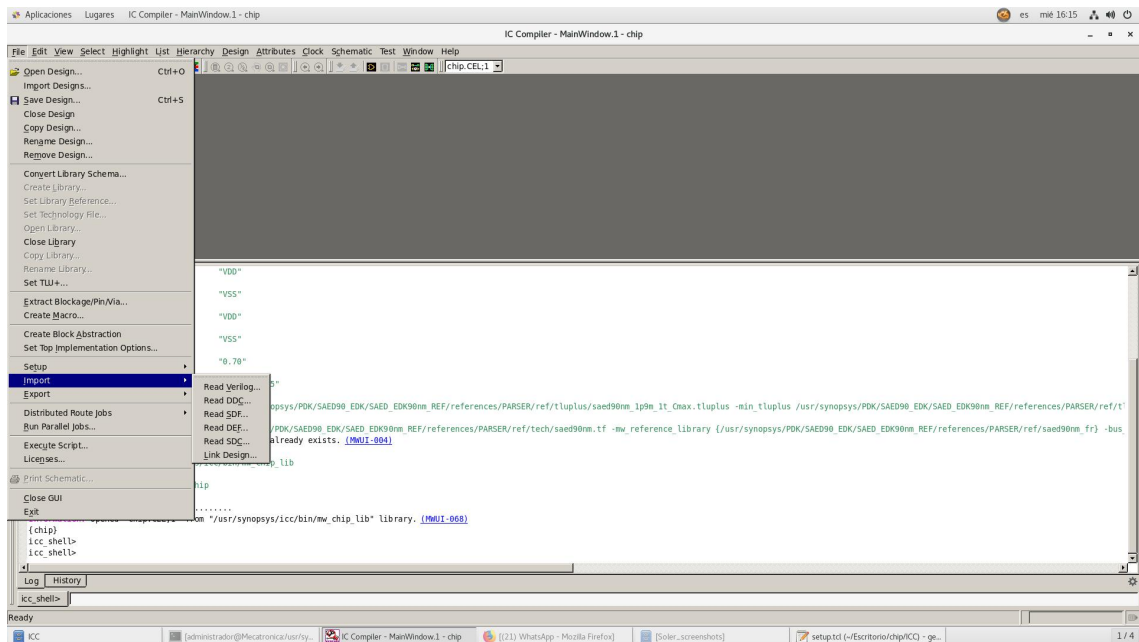 Aplicaciones Lugares IC Compiler - MainWindow.1 - chip es mié 16:15
IC Compiler - MainWindow.1 - chip
File Edit View Select Highlight List Hierarchy Design Attributes Clock Schematic Test Window Help
chip.CEL;1
Open Design... Ctrl+O
Import Designs...
Save Design... Ctrl+S
Close Design
Copy Design...
Rename Design...
Remove Design...
Convert Library Schema...
Create Library...
Set Library Reference...
Set Technology File...
Open Library...
Close Library
Copy Library...
Rename Library...
Set TLU+...
Extract Blockage/Pin/Via...
Create Macro...
Create Block Abstraction
Set Top Implementation Options...
Setup
Import
Export
Distributed Route Jobs
Run Parallel Jobs...
Execute Script...
Licenses...
Print Schematic...
Close GUI
Exit
Read Verilog...
Read DDC...
Read SDF...
Read DEF...
Read SDC...
Link Design...
"VDD"
"VSS"
"VDD"
"VSS"
"0.70"
5"
opsys/PDK/SAED90_EDK/SAED_EDK90nm_REF/references/PARSER/ref/tluplus/saed90nm_1p9m_1t_Cmax.tluplus -min_tluplus /usr/synopsys/PDK/SAED90_EDK/SAED_EDK90nm_REF/references/PARSER/ref/tl
/PDK/SAED90_EDK/SAED_EDK90nm_REF/references/PARSER/ref/tech/saed90nm.tf -mw_reference_library {/usr/synopsys/PDK/SAED90_EDK/SAED_EDK90nm_REF/references/PARSER/ref/saed90nm_fr} -bus_
already exists. (MWUI-004)
/icc/bin/mw_chip_lib
hip
........
from "/usr/synopsys/icc/bin/mw_chip_lib" library. (MWUI-068)
{chip}
icc_shell>
icc_shell>
Log History
icc_shell>
Ready
ICC [administrador@Mecatronica/usr/sy... IC Compiler - MainWindow.1 - chip [(21) WhatsApp - Mozilla Firefox] [Soler_screenshots] setup.tcl (~/Escritorio/chip/ICC) - ge... 1 / 4